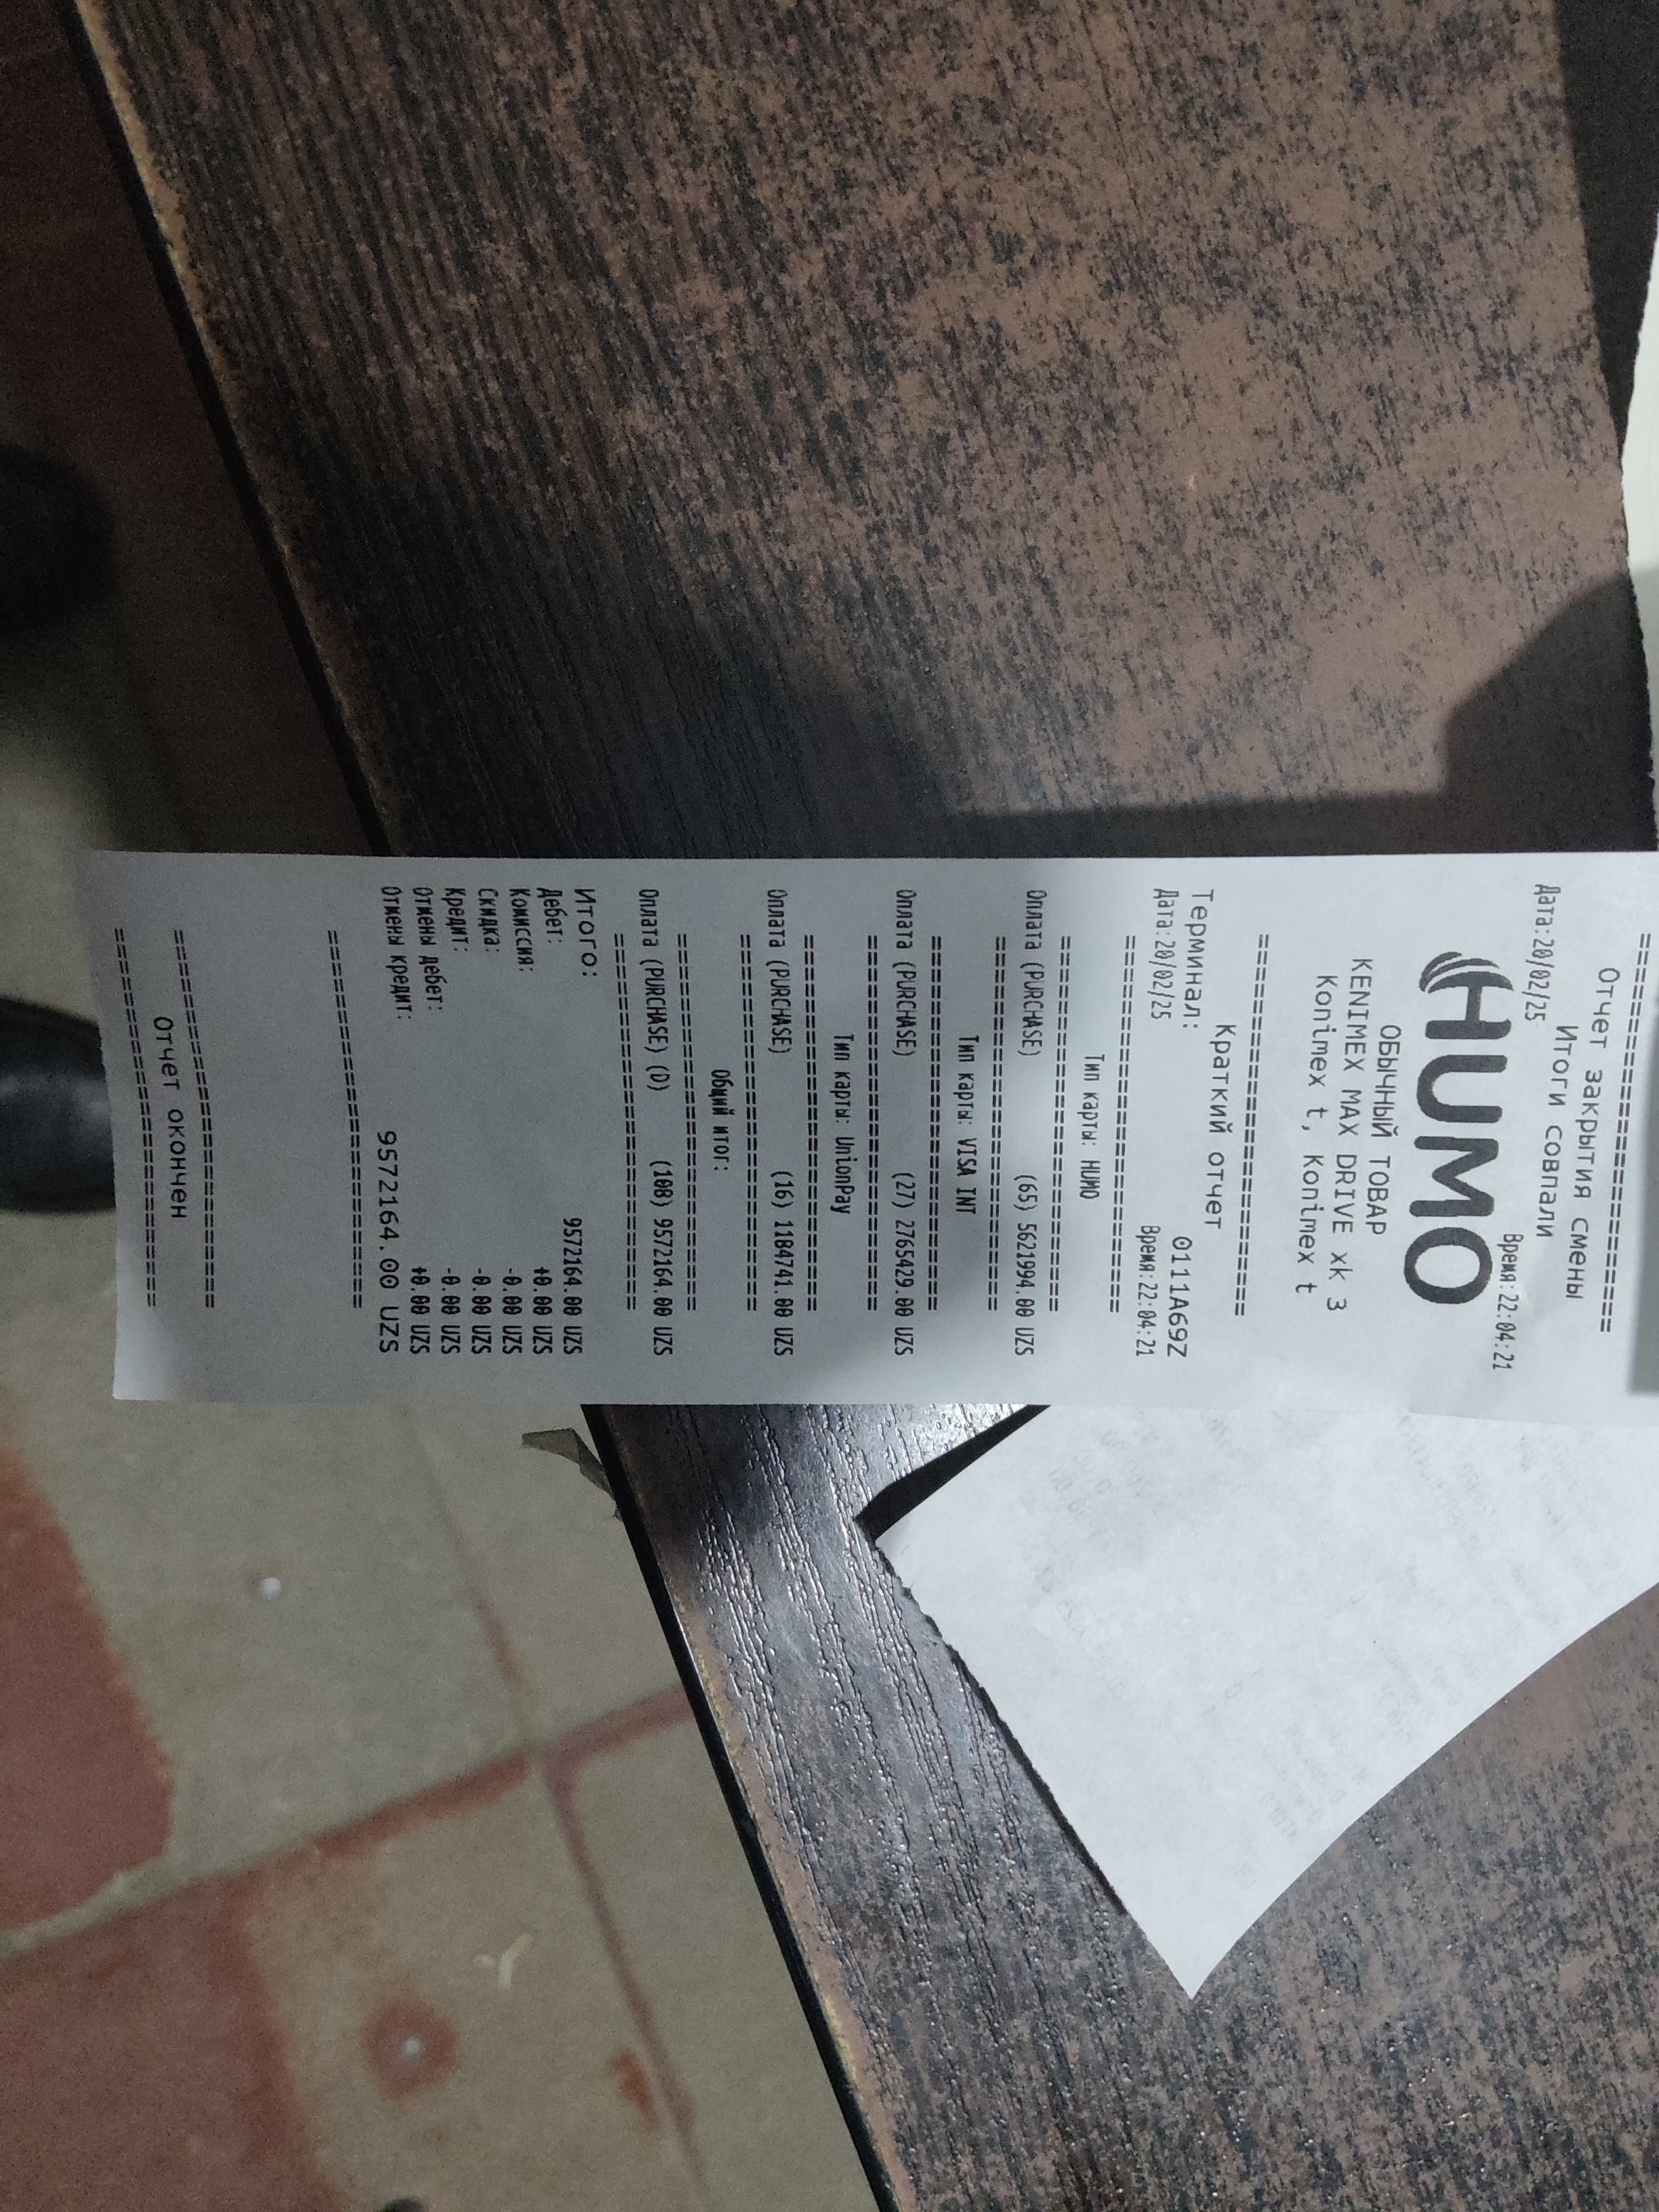 ==========================
Отчет закрытия смены
Итоги совпали
Дата:20/02/25 Время:22:04:21
HUMO
ОБЫЧНЫЙ ТОВАР
KENIMEX MAX DRIVE xk 3
Konimex t, Konimex t
==========================
Краткий отчет
Терминал: 0111A69Z
Дата:20/02/25 Время:22:04:21
==========================
Тип карты: HUMO
==========================
Оплата (PURCHASE) (65) 5621994.00 UZS
==========================
Тип карты: VISA INT
==========================
Оплата (PURCHASE) (27) 2765429.00 UZS
==========================
Тип карты: UnionPay
==========================
Оплата (PURCHASE) (16) 1184741.00 UZS
==========================
Общий итог:
==========================
Оплата (PURCHASE) (D) (108) 9572164.00 UZS
==========================
Итого: 9572164.00 UZS
Дебет: +0.00 UZS
Комиссия: -0.00 UZS
Скидка: -0.00 UZS
Кредит: -0.00 UZS
Отмены дебет: +0.00 UZS
Отмены кредит: 9572164.00 UZS
==========================
==========================
Отчет окончен
==========================